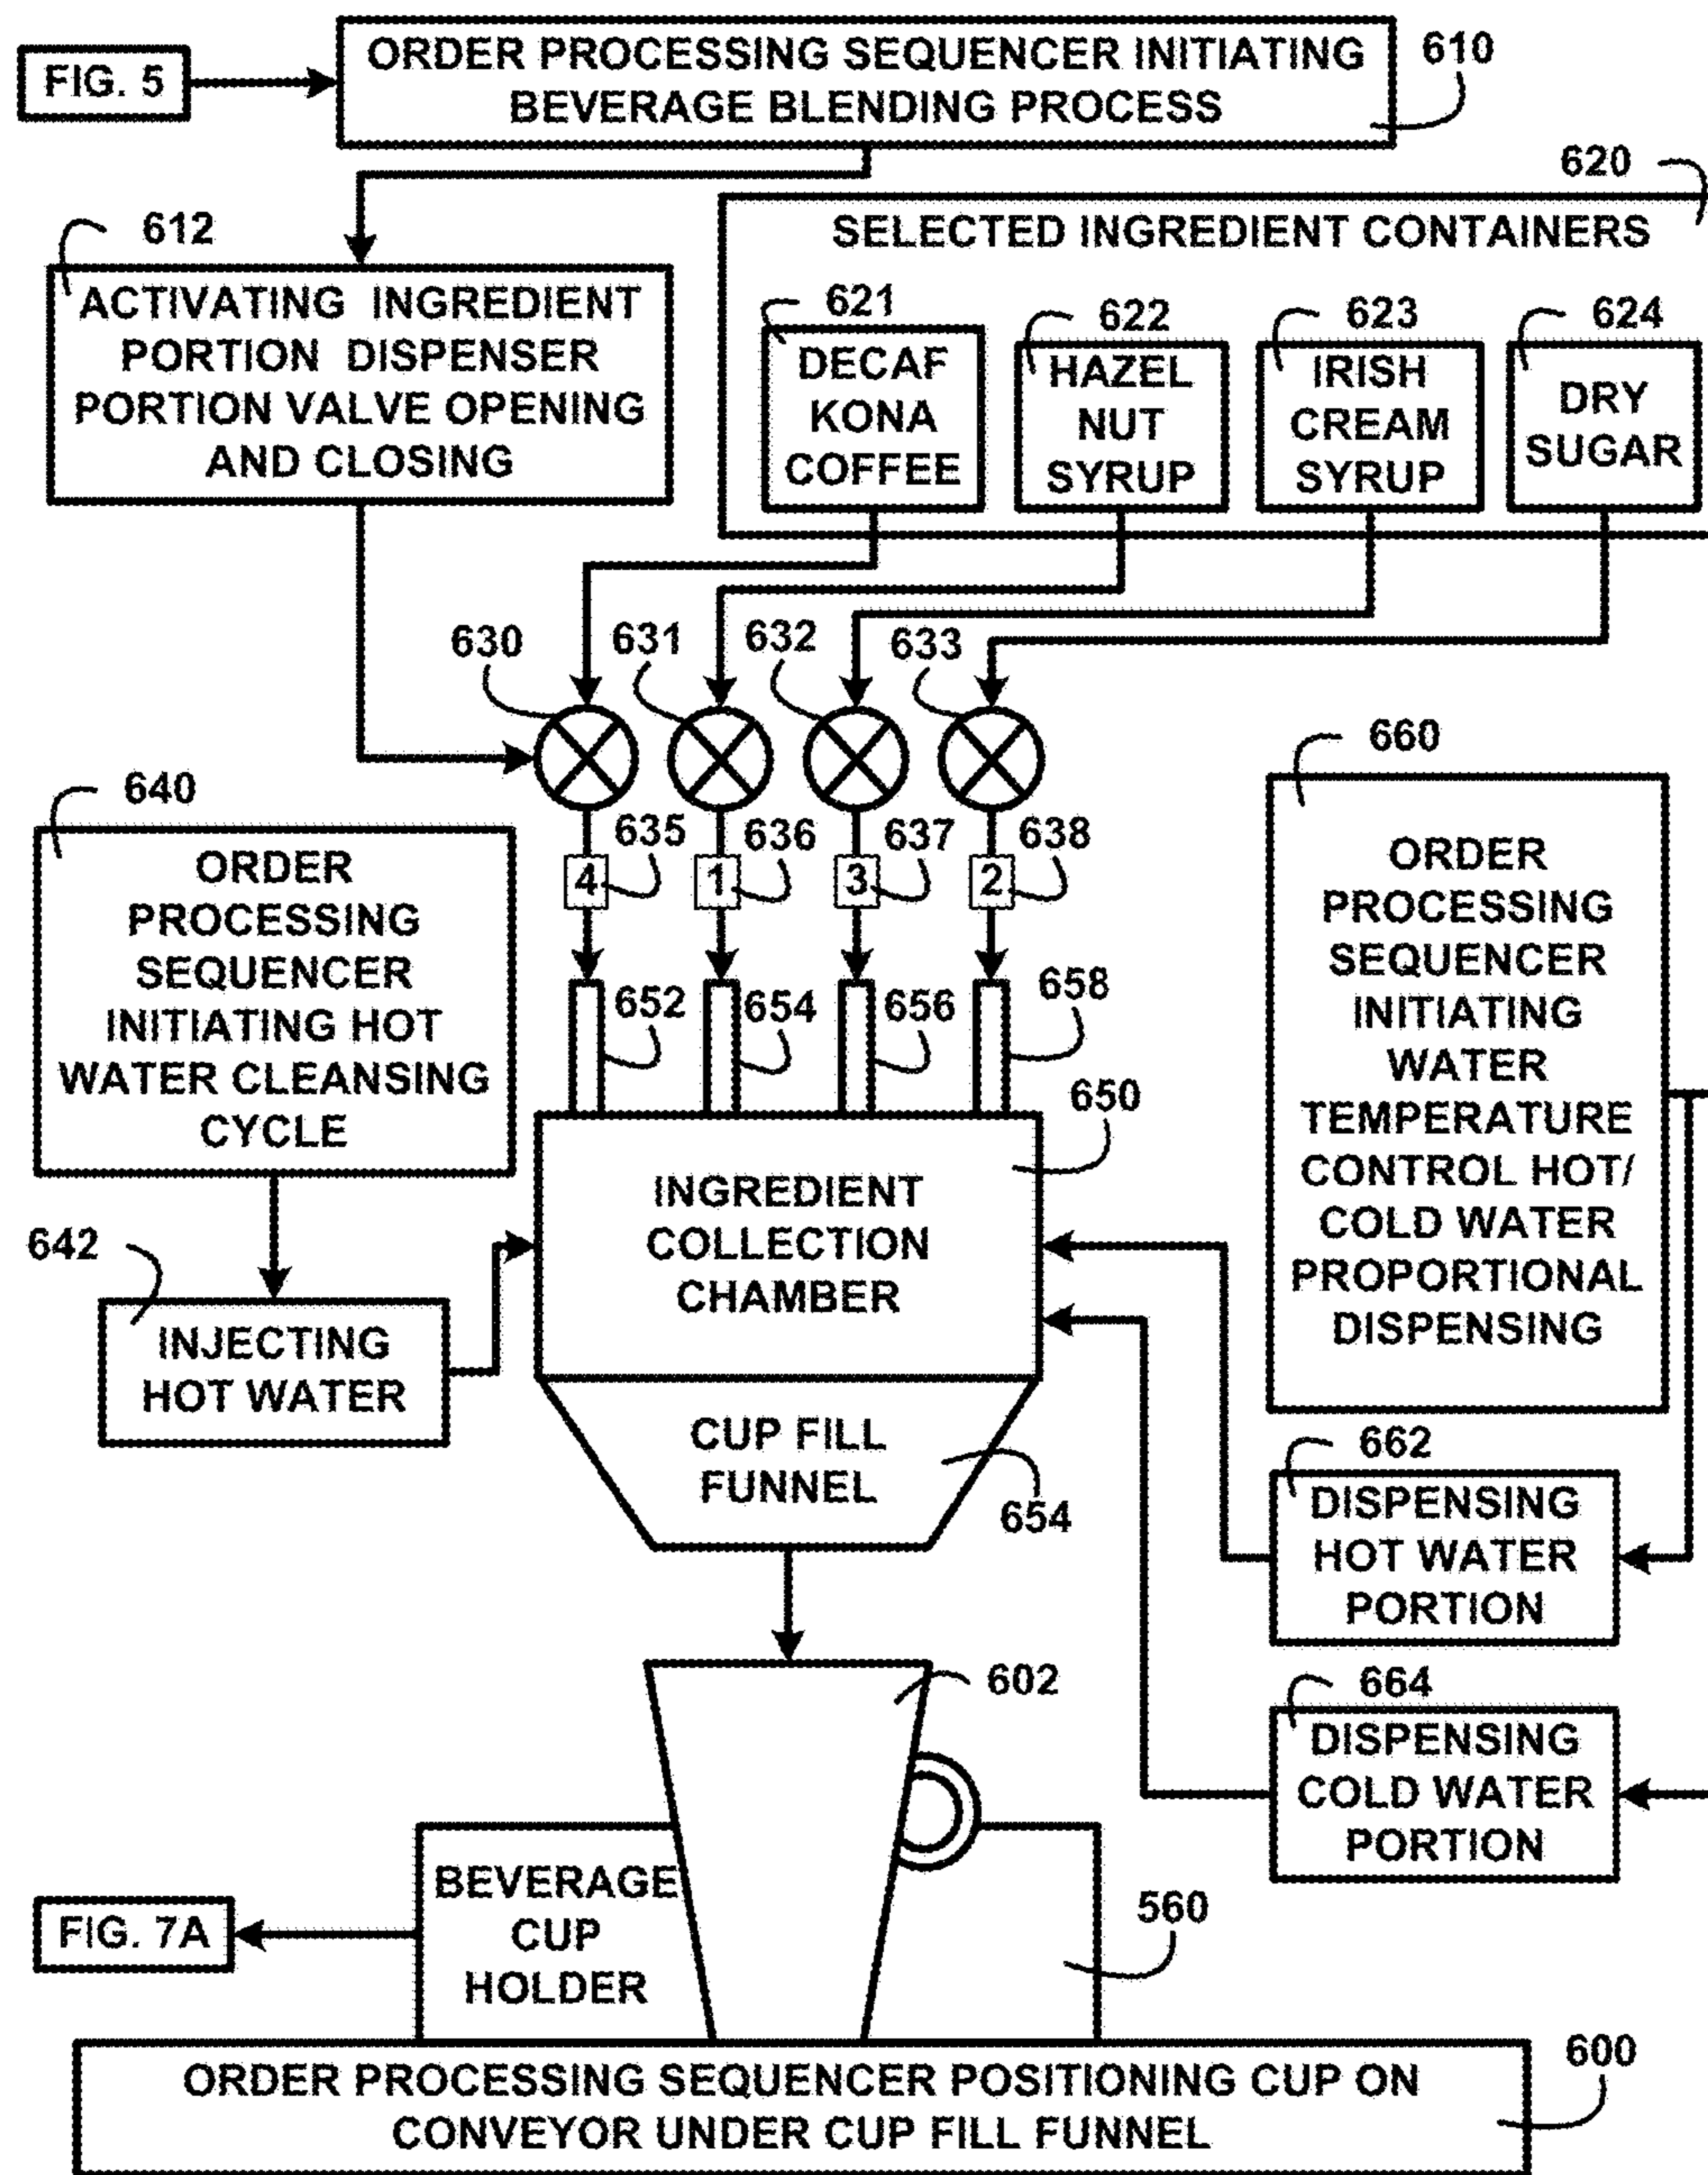 FIG. 5
ORDER PROCESSING SEQUENCER INITIATING
BEVERAGE BLENDING PROCESS
610
620
612
SELECTED INGREDIENT CONTAINERS
ACTIVATING INGREDIENT
PORTION DISPENSER
PORTION VALVE OPENING
AND CLOSING
621
DECAF
KONA
COFFEE
622
HAZEL
NUT
SYRUP
623
IRISH
CREAM
SYRUP
624
DRY
SUGAR
630
631
632
633
635
636
637
638
4
1
3
2
652
654
656
658
640
ORDER
PROCESSING
SEQUENCER
INITIATING HOT
WATER CLEANSING
CYCLE
642
INJECTING
HOT WATER
650
INGREDIENT
COLLECTION
CHAMBER
CUP FILL
FUNNEL
654
660
ORDER
PROCESSING
SEQUENCER
INITIATING
WATER
TEMPERATURE
CONTROL HOT/
COLD WATER
PROPORTIONAL
DISPENSING
662
DISPENSING
HOT WATER
PORTION
664
DISPENSING
COLD WATER
PORTION
602
BEVERAGE
CUP
HOLDER
560
FIG. 7A
600
ORDER PROCESSING SEQUENCER POSITIONING CUP ON
CONVEYOR UNDER CUP FILL FUNNEL